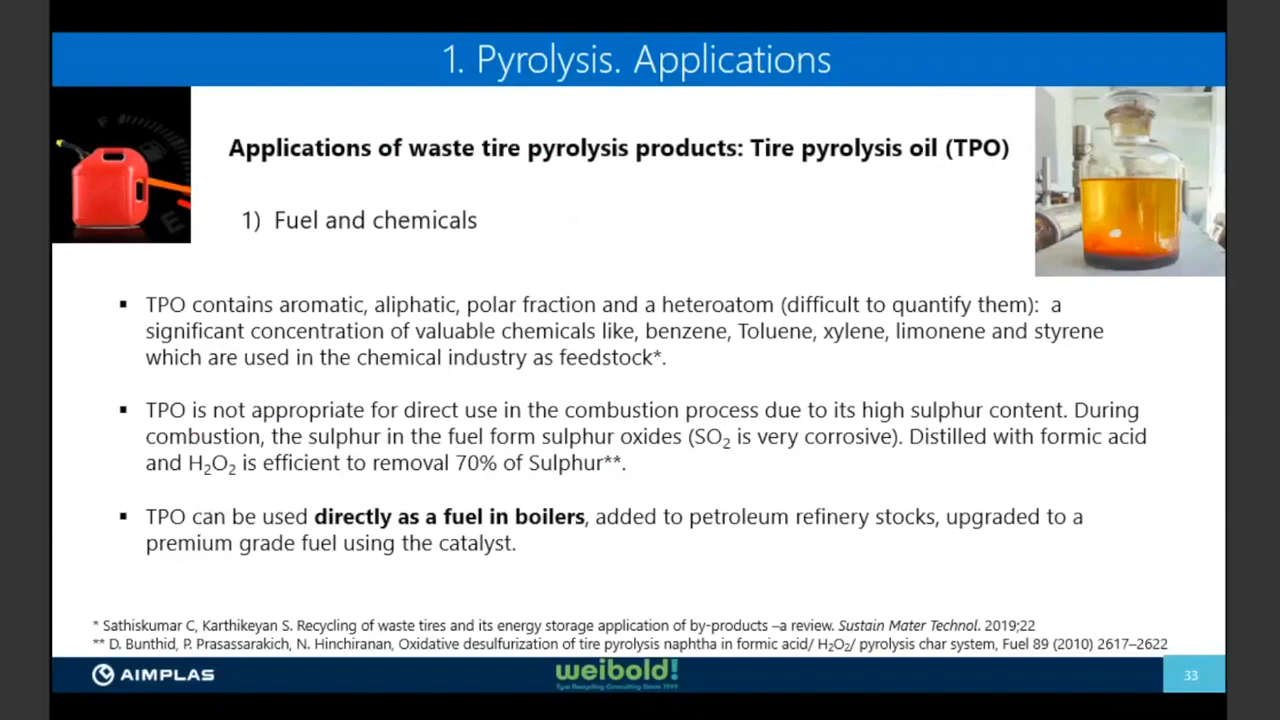 1. Pyrolysis. Applications
F
E
Applications of waste tire pyrolysis products: Tire pyrolysis oil (TPO)
1) Fuel and chemicals
▪ TPO contains aromatic, aliphatic, polar fraction and a heteroatom (difficult to quantify them): a
significant concentration of valuable chemicals like, benzene, Toluene, xylene, limonene and styrene
which are used in the chemical industry as feedstock*.
▪ TPO is not appropriate for direct use in the combustion process due to its high sulphur content. During
combustion, the sulphur in the fuel form sulphur oxides (SO₂ is very corrosive). Distilled with formic acid
and H₂O₂ is efficient to removal 70% of Sulphur**.
▪ TPO can be used directly as a fuel in boilers, added to petroleum refinery stocks, upgraded to a
premium grade fuel using the catalyst.
* Sathiskumar C, Karthikeyan S. Recycling of waste tires and its energy storage application of by-products –a review. Sustain Mater Technol. 2019;22
** D. Bunthid, P. Prasassarakich, N. Hinchiranan, Oxidative desulfurization of tire pyrolysis naphtha in formic acid/ H₂O₂/ pyrolysis char system, Fuel 89 (2010) 2617–2622
AIMPLAS
weibold!
Tyre Recycling Consulting Since 1999
33